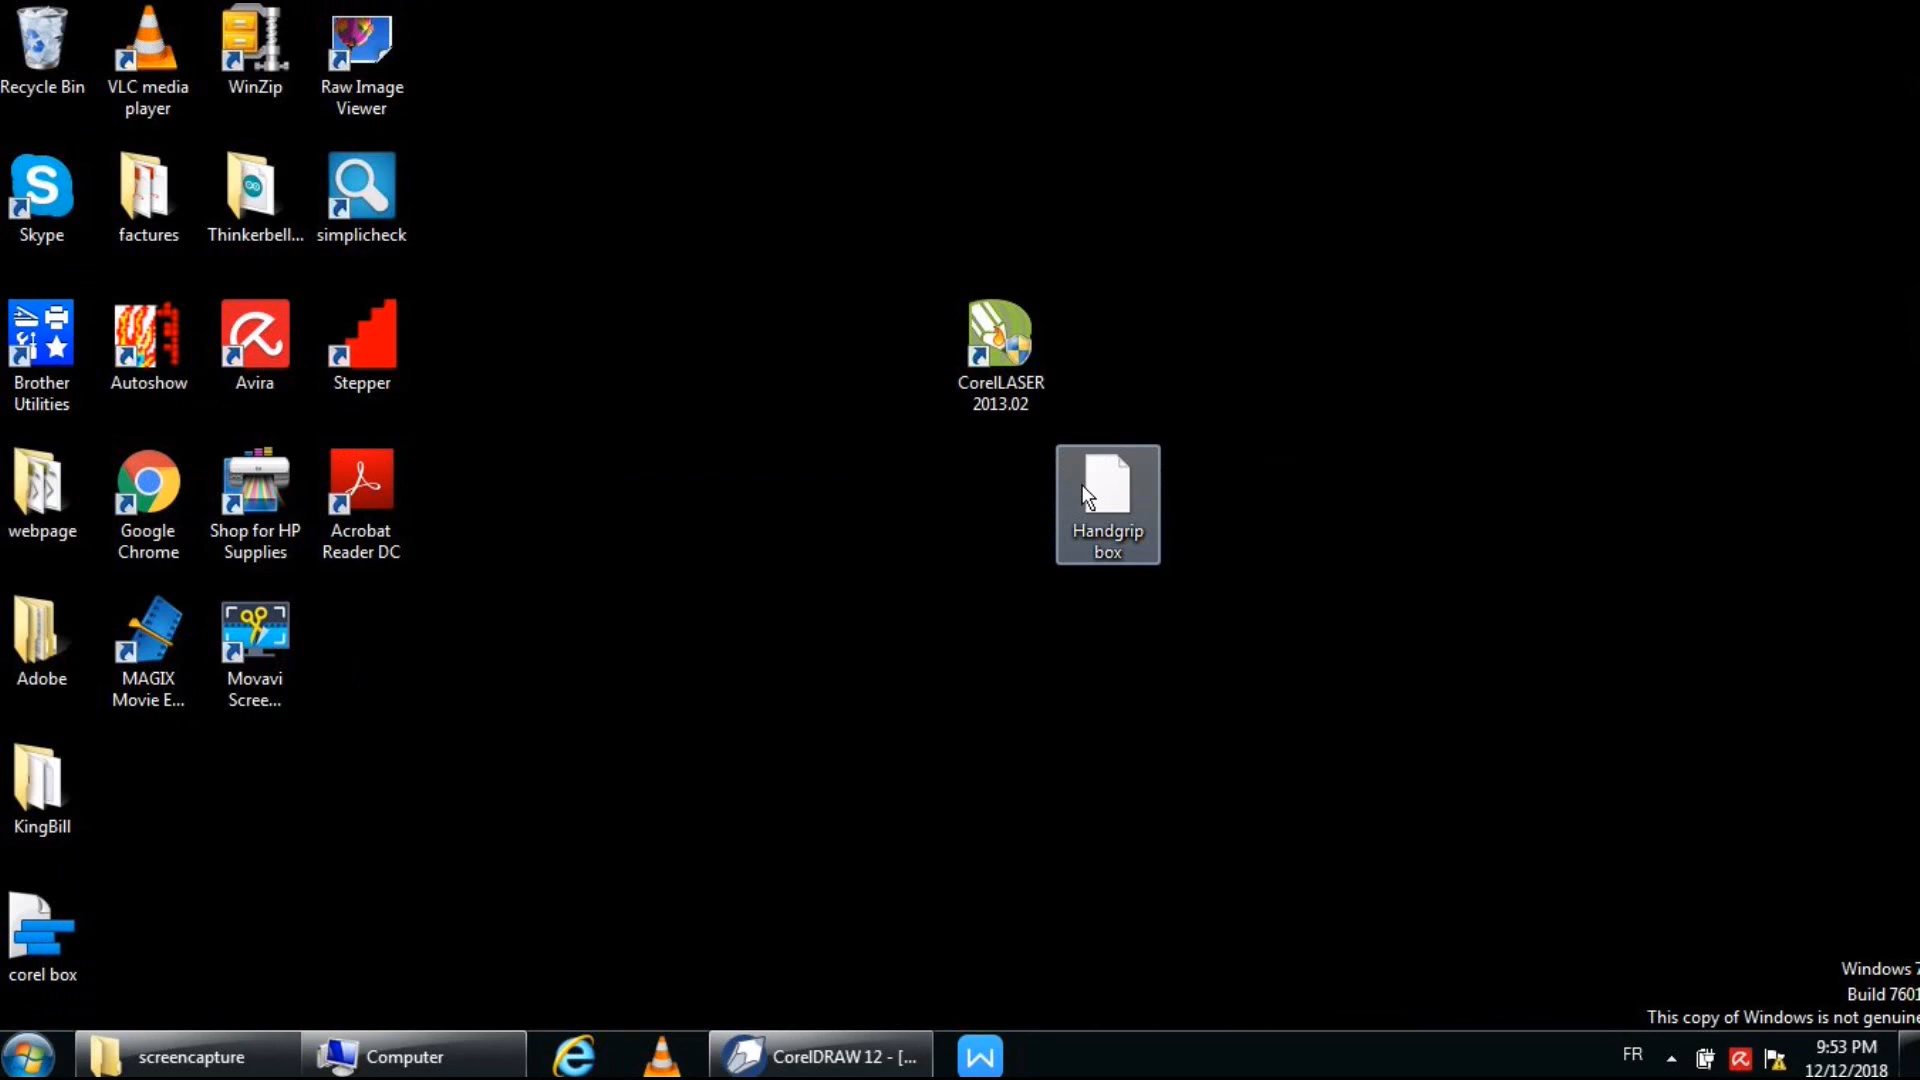 Recycle Bin
VLC media
player
WinZip
Raw Image
Viewer
Skype
factures
Thinkerbell...
simplicheck
Brother
Utilities
Autoshow
Avira
Stepper
CorelLASER
2013.02
webpage
Google
Chrome
Shop for HP
Supplies
Acrobat
Reader DC
Handgrip
box
Adobe
MAGIX
Movie E...
Movavi
Scree...
KingBill
corel box
Windows 7
Build 7601
This copy of Windows is not genuine
screencapture
Computer
CorelDRAW 12 - [...
FR
9:53 PM
12/12/2018